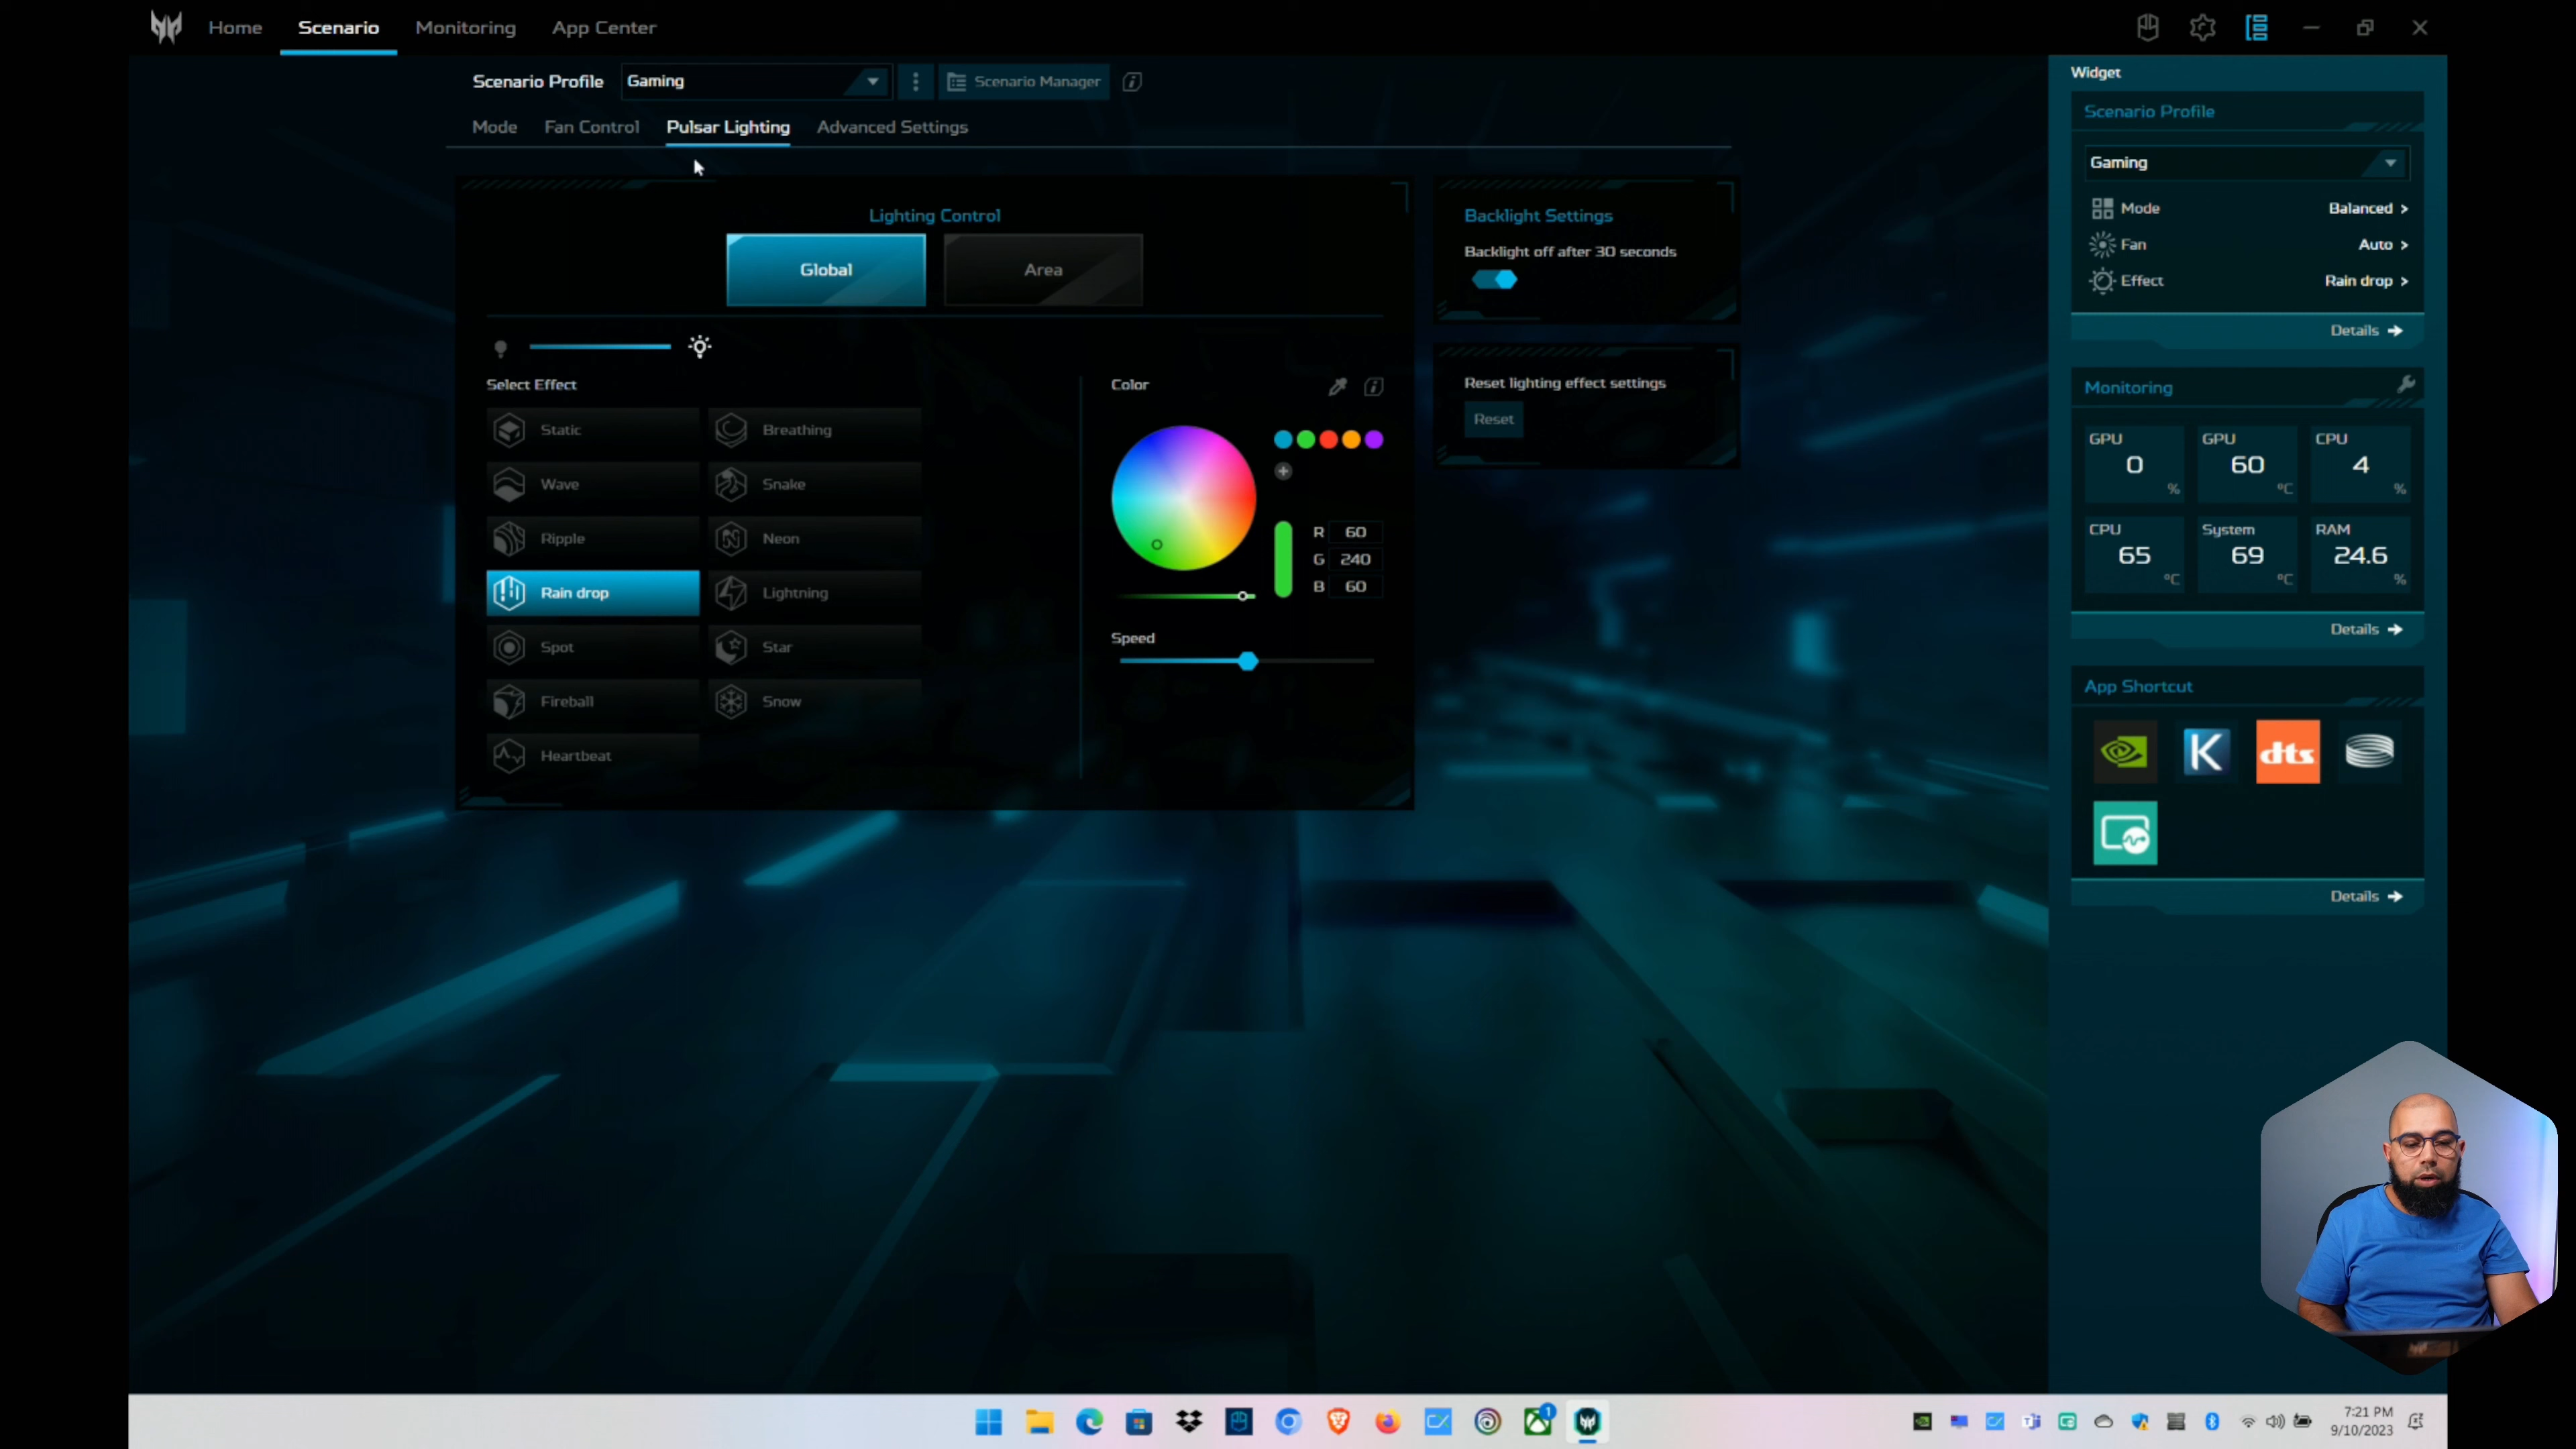 Home Scenario Monitoring App Center
Scenario Profile Gaming Scenario Manager
Mode Fan Control Pulsar Lighting Advanced Settings
Lighting Control
Global Area
Select Effect
Static Breathing
Wave Snake
Ripple Neon
Rain drop Lightning
Spot Star
Fireball Snow
Heartbeat
Color
R 60
G 240
B 60
Speed
Backlight Settings
Backlight off after 30 seconds
Reset lighting effect settings
Reset
Widget
Scenario Profile
Gaming
Mode Balanced >
Fan Auto >
Effect Rain drop >
Details →
Monitoring
GPU GPU CPU
0 60 4
% °C %
CPU System RAM
65 69 24.6
°C °C %
Details →
App Shortcut
K dts
Details →
1
7:21 PM
9/10/2023